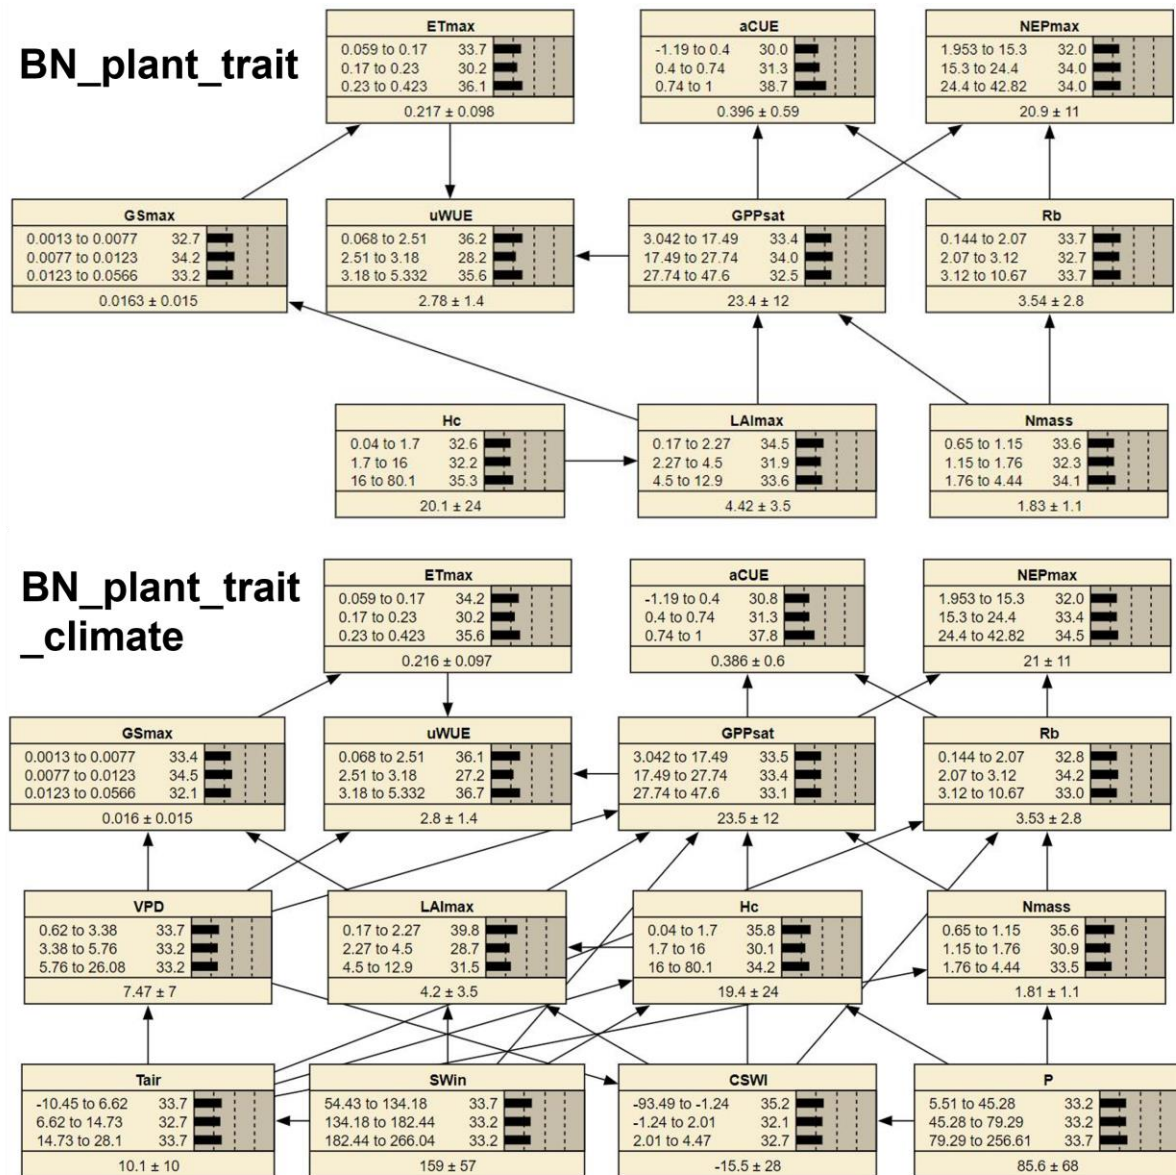 BN_plant_trait
ETmax
0.059 to 0.17 33.7
0.17 to 0.23 30.2
0.23 to 0.423 36.1
0.217 ± 0.098
aCUE
-1.19 to 0.4 30.0
0.4 to 0.74 31.3
0.74 to 1 38.7
0.396 ± 0.59
NEPmax
1.953 to 15.3 32.0
15.3 to 24.4 34.0
24.4 to 42.82 34.0
20.9 ± 11
GSmax
0.0013 to 0.0077 32.7
0.0077 to 0.0123 34.2
0.0123 to 0.0566 33.2
0.0163 ± 0.015
uWUE
0.068 to 2.51 36.2
2.51 to 3.18 28.2
3.18 to 5.332 35.6
2.78 ± 1.4
GPPsat
3.042 to 17.49 33.4
17.49 to 27.74 34.0
27.74 to 47.6 32.5
23.4 ± 12
Rb
0.144 to 2.07 33.7
2.07 to 3.12 32.7
3.12 to 10.67 33.7
3.54 ± 2.8
Hc
0.04 to 1.7 32.6
1.7 to 16 32.2
16 to 80.1 35.3
20.1 ± 24
LAImax
0.17 to 2.27 34.5
2.27 to 4.5 31.9
4.5 to 12.9 33.6
4.42 ± 3.5
Nmass
0.65 to 1.15 33.6
1.15 to 1.76 32.3
1.76 to 4.44 34.1
1.83 ± 1.1
BN_plant_trait
_climate
ETmax
0.059 to 0.17 34.2
0.17 to 0.23 30.2
0.23 to 0.423 35.6
0.216 ± 0.097
aCUE
-1.19 to 0.4 30.8
0.4 to 0.74 31.3
0.74 to 1 37.8
0.386 ± 0.6
NEPmax
1.953 to 15.3 32.0
15.3 to 24.4 33.4
24.4 to 42.82 34.5
21 ± 11
GSmax
0.0013 to 0.0077 33.4
0.0077 to 0.0123 34.5
0.0123 to 0.0566 32.1
0.016 ± 0.015
uWUE
0.068 to 2.51 36.1
2.51 to 3.18 27.2
3.18 to 5.332 36.7
2.8 ± 1.4
GPPsat
3.042 to 17.49 33.5
17.49 to 27.74 33.4
27.74 to 47.6 33.1
23.5 ± 12
Rb
0.144 to 2.07 32.8
2.07 to 3.12 34.2
3.12 to 10.67 33.0
3.53 ± 2.8
VPD
0.62 to 3.38 33.7
3.38 to 5.76 33.2
5.76 to 26.08 33.2
7.47 ± 7
LAImax
0.17 to 2.27 39.8
2.27 to 4.5 28.7
4.5 to 12.9 31.5
4.2 ± 3.5
Hc
0.04 to 1.7 35.8
1.7 to 16 30.1
16 to 80.1 34.2
19.4 ± 24
Nmass
0.65 to 1.15 35.6
1.15 to 1.76 30.9
1.76 to 4.44 33.5
1.81 ± 1.1
Tair
-10.45 to 6.62 33.7
6.62 to 14.73 32.7
14.73 to 28.1 33.7
10.1 ± 10
SWin
54.43 to 134.18 33.7
134.18 to 182.44 33.2
182.44 to 266.04 33.2
159 ± 57
CSWI
-93.49 to -1.24 35.2
-1.24 to 2.01 32.1
2.01 to 4.47 32.7
-15.5 ± 28
P
5.51 to 45.28 33.2
45.28 to 79.29 33.2
79.29 to 256.61 33.7
85.6 ± 68